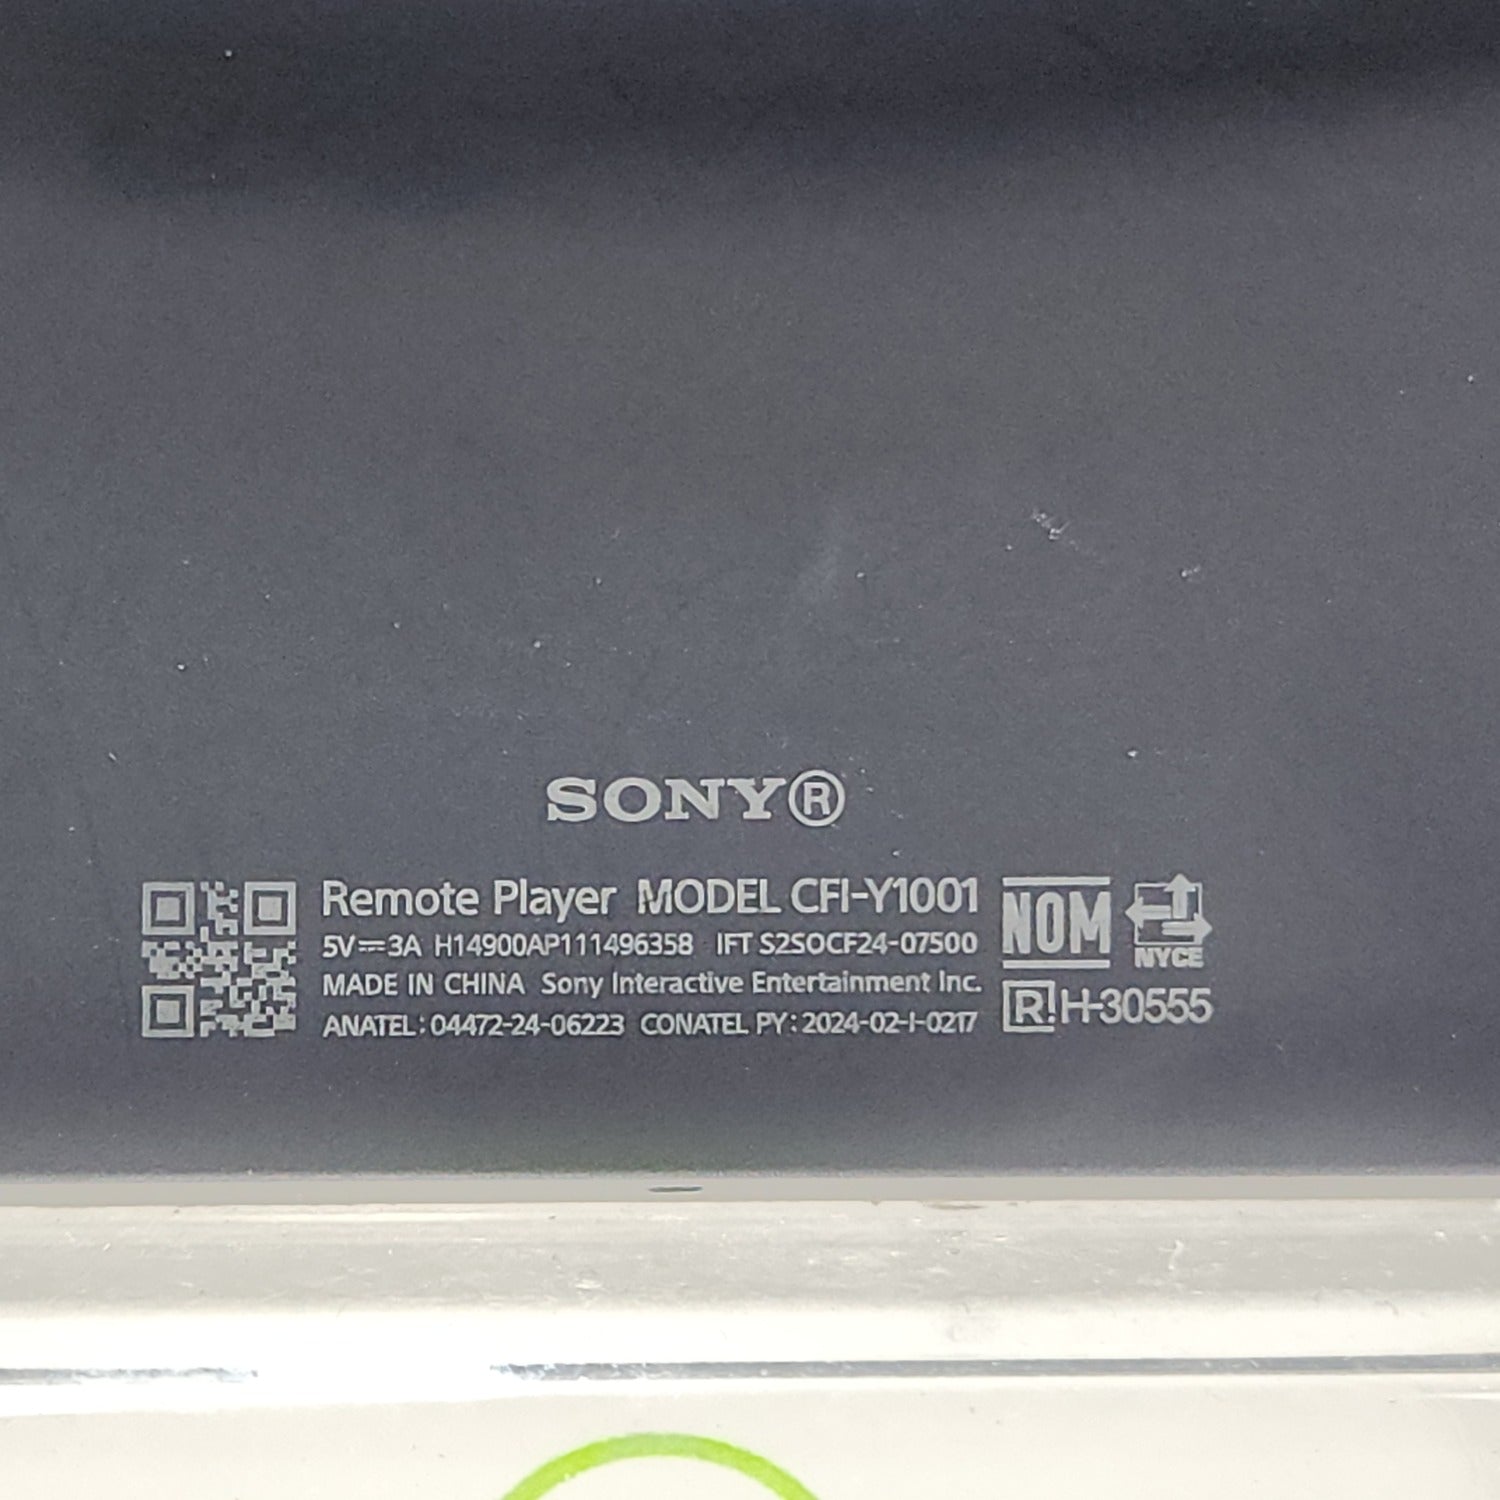 SONY®
Remote Player MODEL CFI-Y1001
5V⎓3A H14900AP111496358 IFT S2SOCF24-07500
MADE IN CHINA Sony Interactive Entertainment Inc.
ANATEL: 04472-24-06223 CONATEL PY: 2024-02-I-0217
NOM
NYCE
R! H-30555